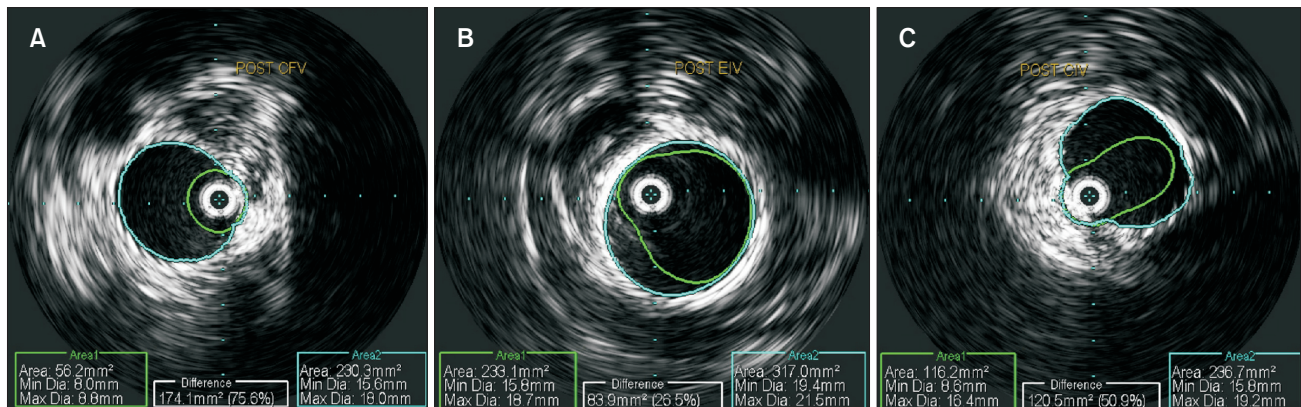 A
POST CFV
Area1
Area: 56.2mm²
Min Dia: 8.0mm
Max Dia: 8.8mm
Difference
174.1mm² (75.6%)
Area2
Area: 230.3mm²
Min Dia: 15.6mm
Max Dia: 18.0mm
B
POST EIV
Area1
Area: 233.1mm²
Min Dia: 15.8mm
Max Dia: 18.7mm
Difference
83.9mm² (26.5%)
Area2
Area: 317.0mm²
Min Dia: 19.4mm
Max Dia: 21.5mm
C
POST CIV
Area1
Area: 116.2mm²
Min Dia: 8.6mm
Max Dia: 16.4mm
Difference
120.5mm² (50.9%)
Area2
Area: 236.7mm²
Min Dia: 15.8mm
Max Dia: 19.2mm